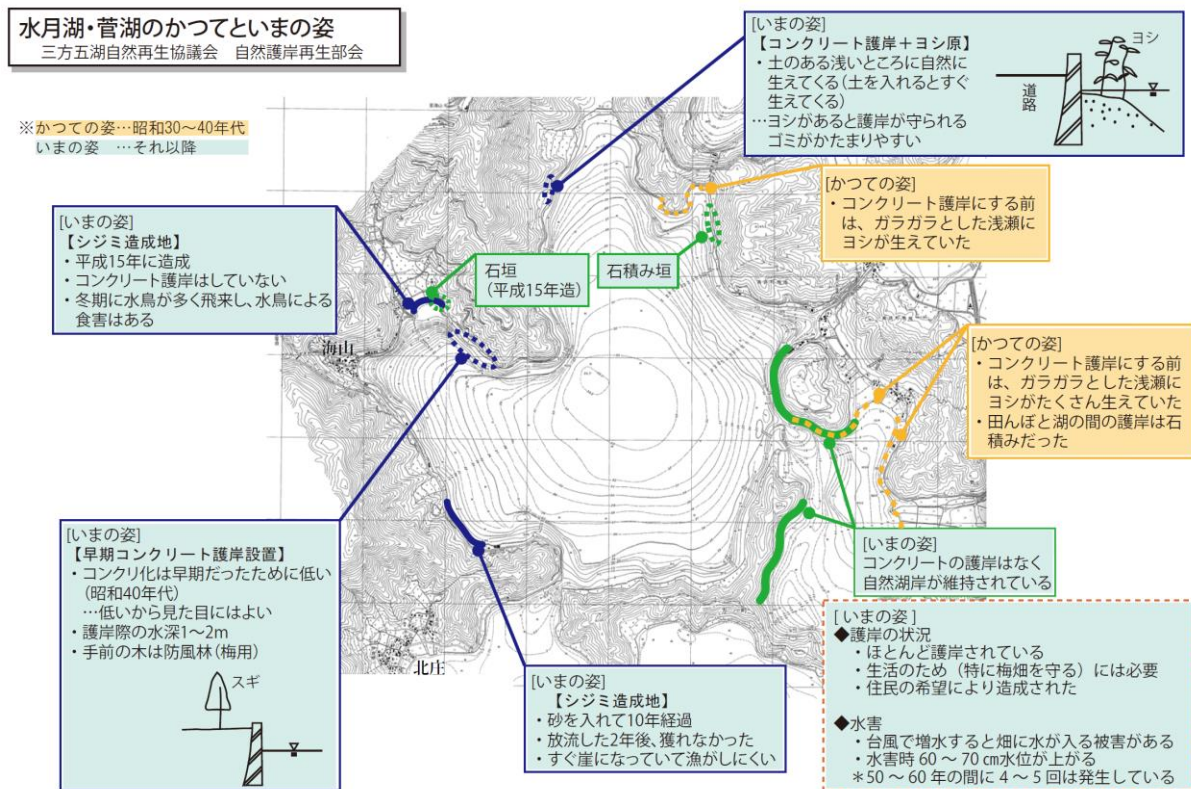 水月湖・菅湖のかつてといまの姿
三方五湖自然再生協議会　自然護岸再生部会
※かつての姿…昭和30～40年代
いまの姿　…それ以降
[いまの姿]
【コンクリート護岸＋ヨシ原】
・土のある浅いところに自然に
生えてくる（土を入れるとすぐ
生えてくる）
…ヨシがあると護岸が守られる
ゴミがかたまりやすい
道路
ヨシ
[かつての姿]
・コンクリート護岸にする前
は、ガラガラとした浅瀬に
ヨシが生えていた
[いまの姿]
【シジミ造成地】
・平成15年に造成
・コンクリート護岸はしていない
・冬期に水鳥が多く飛来し、水鳥による
食害はある
石垣
（平成15年造）
石積み垣
海山
[かつての姿]
・コンクリート護岸にする前
は、ガラガラとした浅瀬に
ヨシがたくさん生えていた
・田んぼと湖の間の護岸は石
積みだった
[いまの姿]
【早期コンクリート護岸設置】
・コンクリ化は早期だったために低い
（昭和40年代）
…低いから見た目にはよい
・護岸際の水深1～2m
・手前の木は防風林（梅用）
スギ
北庄
[いまの姿]
【シジミ造成地】
・砂を入れて10年経過
・放流した2年後、獲れなかった
・すぐ崖になっていて漁がしにくい
[いまの姿]
コンクリートの護岸はなく
自然湖岸が維持されている
[いまの姿]
◆護岸の状況
・ほとんど護岸されている
・生活のため（特に梅畑を守る）には必要
・住民の希望により造成された
◆水害
・台風で増水すると畑に水が入る被害がある
・水害時 60 ～ 70 ㎝水位が上がる
＊50 ～ 60 年の間に 4 ～ 5 回は発生している